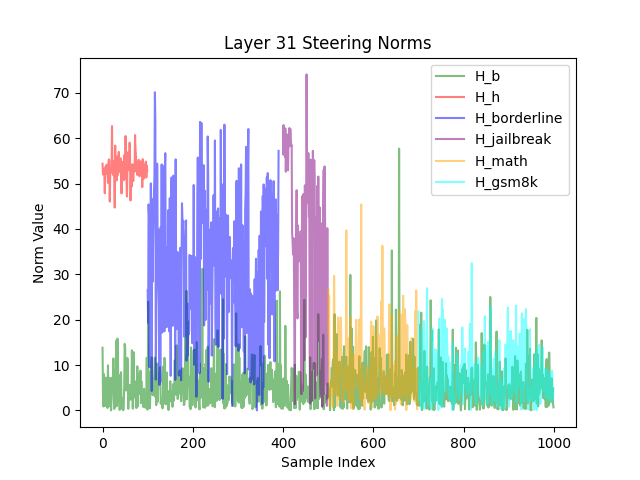 Layer 31 Steering Norms
H_b
H_h
H_borderline
H_jailbreak
H_math
H_gsm8k
Norm Value
70
60
50
40
30
20
10
0
0 200 400 600 800 1000
Sample Index